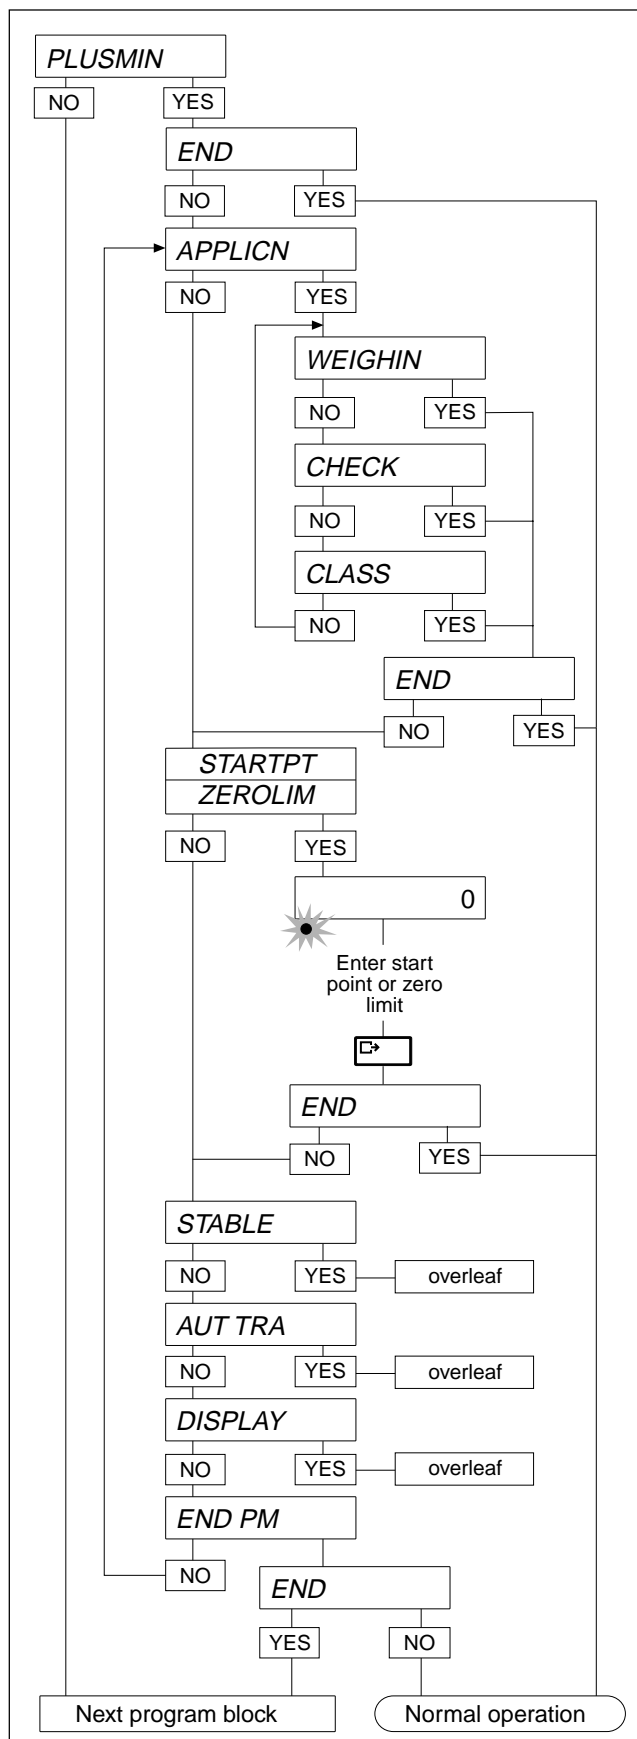 PLUSMIN
NO YES
END
NO YES
APPLICN
NO YES
WEIGHIN
NO YES
CHECK
NO YES
CLASS
NO YES
END
NO YES
STARTPT
ZEROLIM
NO YES
0
Enter start
point or zero
limit
END
NO YES
STABLE
NO YES overleaf
AUT TRA
NO YES overleaf
DISPLAY
NO YES overleaf
END PM
NO
END
YES NO
Next program block Normal operation